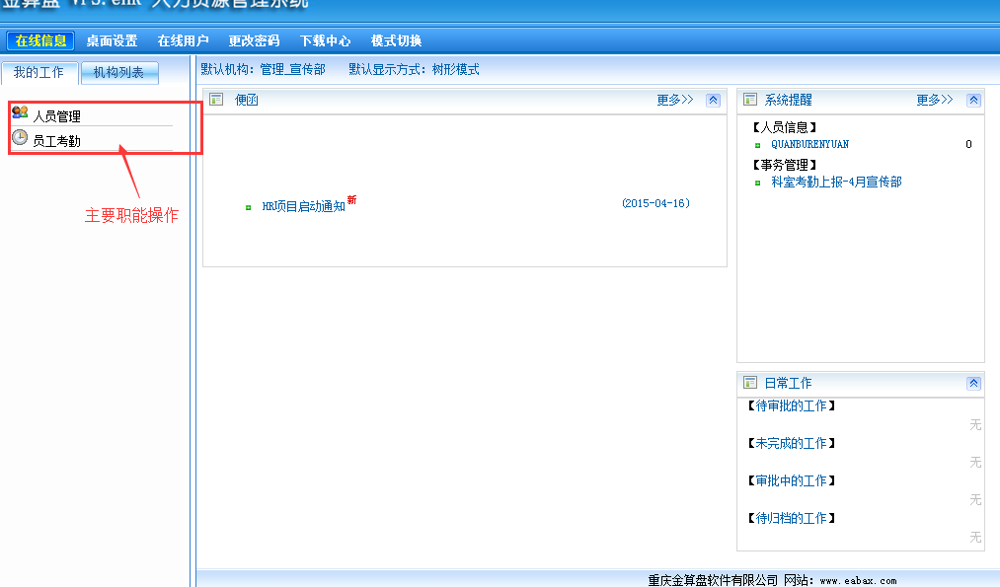 金算盘 VPS.ehR 人力资源管理系统
在线信息 桌面设置 在线用户 更改密码 下载中心 模式切换
我的工作 机构列表
默认机构: 管理_宣传部 默认显示方式: 树形模式
人员管理
员工考勤
主要职能操作
便函 更多>>
HR项目启动通知新 (2015-04-16)
系统提醒 更多>>
【人员信息】
QUANBURENYUAN 0
【事务管理】
科室考勤上报-4月宣传部
日常工作
【待审批的工作】
无
【未完成的工作】
无
【审批中的工作】
无
【待归档的工作】
无
重庆金算盘软件有限公司 网站: www.eabax.com